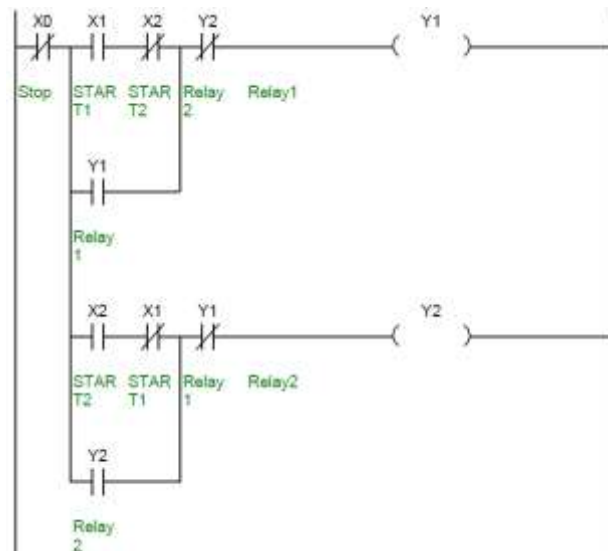 X0 X1 X2 Y2 Y1
Stop STAR STAR Relay Relay1
T1 T2 2
Y1
Relay
1
X2 X1 Y1 Y2
STAR STAR Relay Relay2
T2 T1 1
Y2
Relay
2